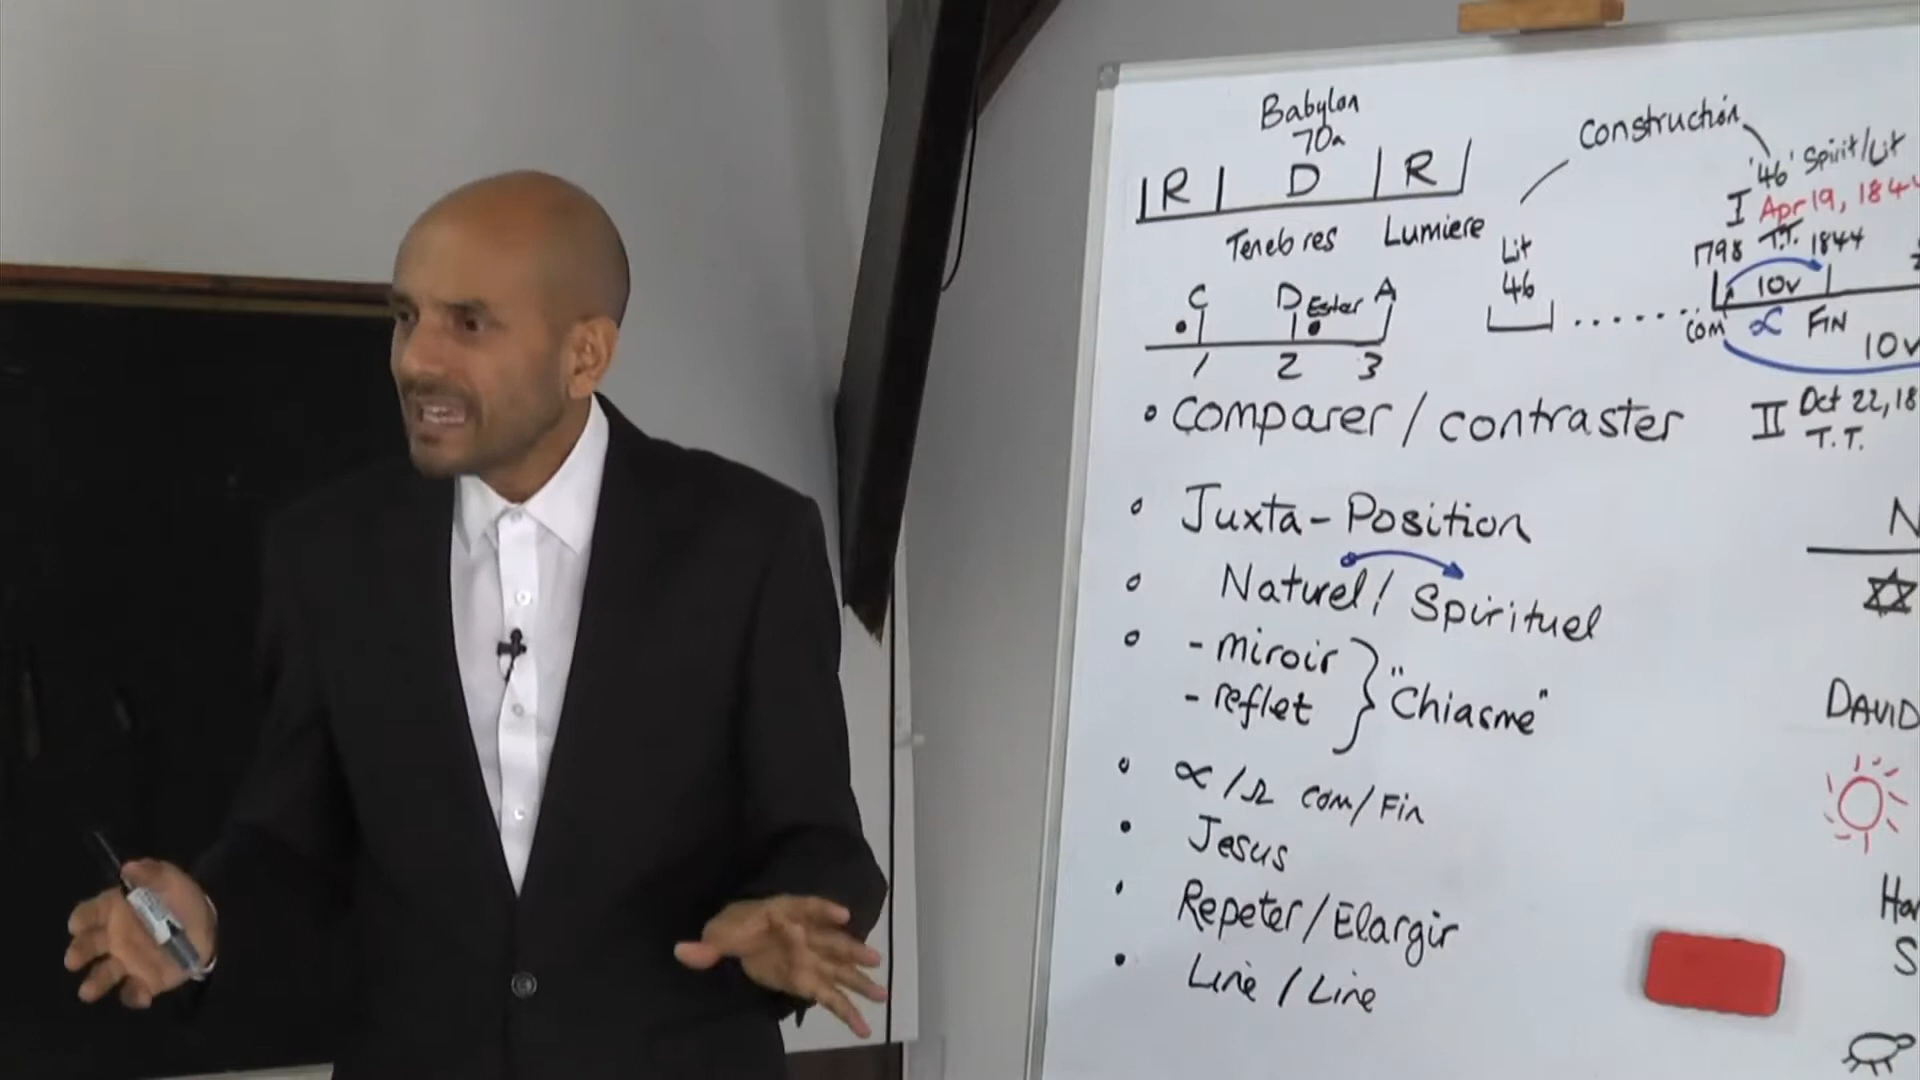 Babylon
70a
R D R
Tenebres Lumiere
C D Ester A
1 2 3
Construction
Lit
46
'46' Spirit/Lit
I Apr 19, 184
1798 T.T. 1844
10v
com ∝ FIN
10v
II Oct 22, 18
T.T.
• Comparer / contraster
• Juxta-Position
• Naturel / Spirituel
• - miroir } "Chiasme"
- reflet
• ∝ / Ω com/Fin
• Jesus
• Repeter / Elargir
• Line / Line
N
DAVID
Har
S